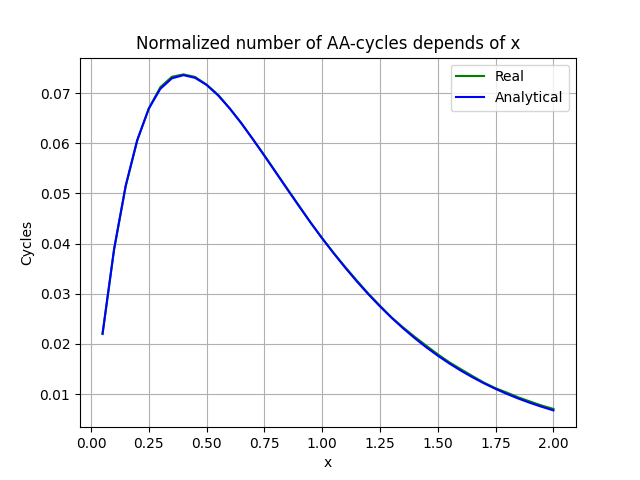 Normalized number of AA-cycles depends of x
Real
Analytical
0.07
0.06
0.05
0.04
0.03
0.02
0.01
Cycles
0.00 0.25 0.50 0.75 1.00 1.25 1.50 1.75 2.00
x